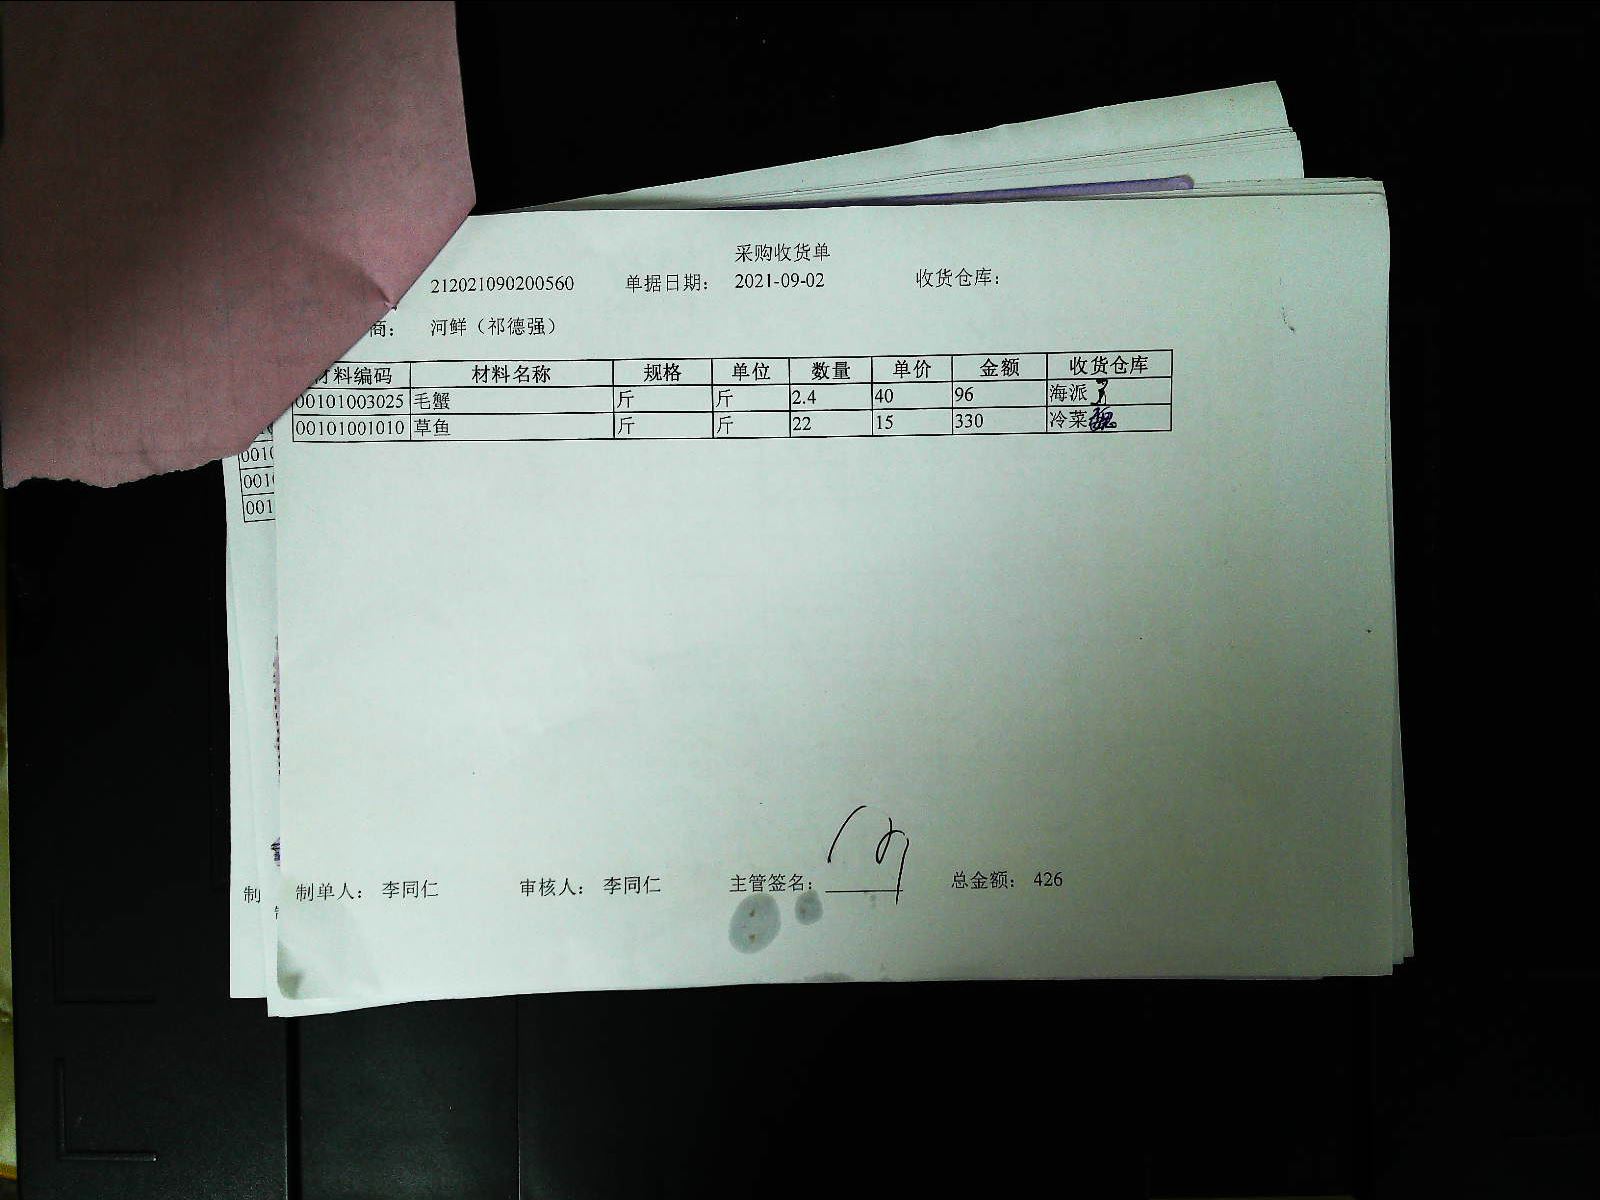 采购收货单
212021090200560 单据日期： 2021-09-02 收货仓库：
商： 河鲜（祁德强）
材料编码 材料名称 规格 单位 数量 单价 金额 收货仓库
00101003025 毛蟹 斤 斤 2.4 40 96 海派
00101001010 草鱼 斤 斤 22 15 330 冷菜
0010
0010
001
制
制单人： 李同仁 审核人： 李同仁 主管签名： 总金额： 426